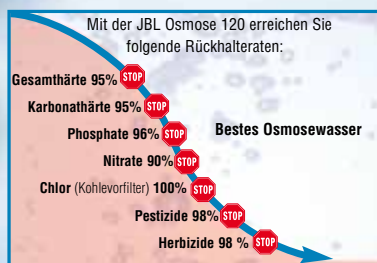 Mit der JBL Osmose 120 erreichen Sie
folgende Rückhalteraten:
Gesamthärte 95% STOP
Karbonathärte 95% STOP
Phosphate 96% STOP
Bestes Osmosewasser
Nitrate 90% STOP
Chlor (Kohlevorfilter) 100% STOP
Pestizide 98% STOP
Herbizide 98 % STOP